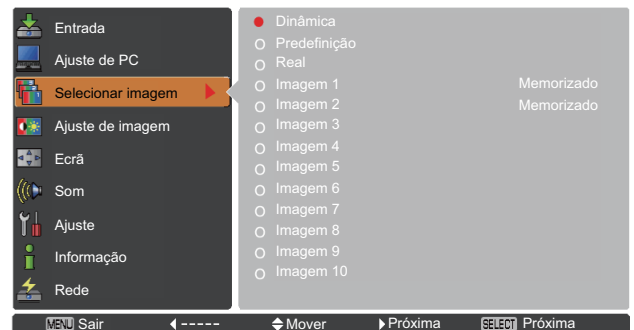 Entrada
Ajuste de PC
Selecionar imagem
Ajuste de imagem
Ecrã
Som
Ajuste
Informação
Rede
Dinâmica
Predefinição
Real
Imagem 1 Memorizado
Imagem 2 Memorizado
Imagem 3
Imagem 4
Imagem 5
Imagem 6
Imagem 7
Imagem 8
Imagem 9
Imagem 10
MENU Sair ----- Mover Próxima SELECT Próxima